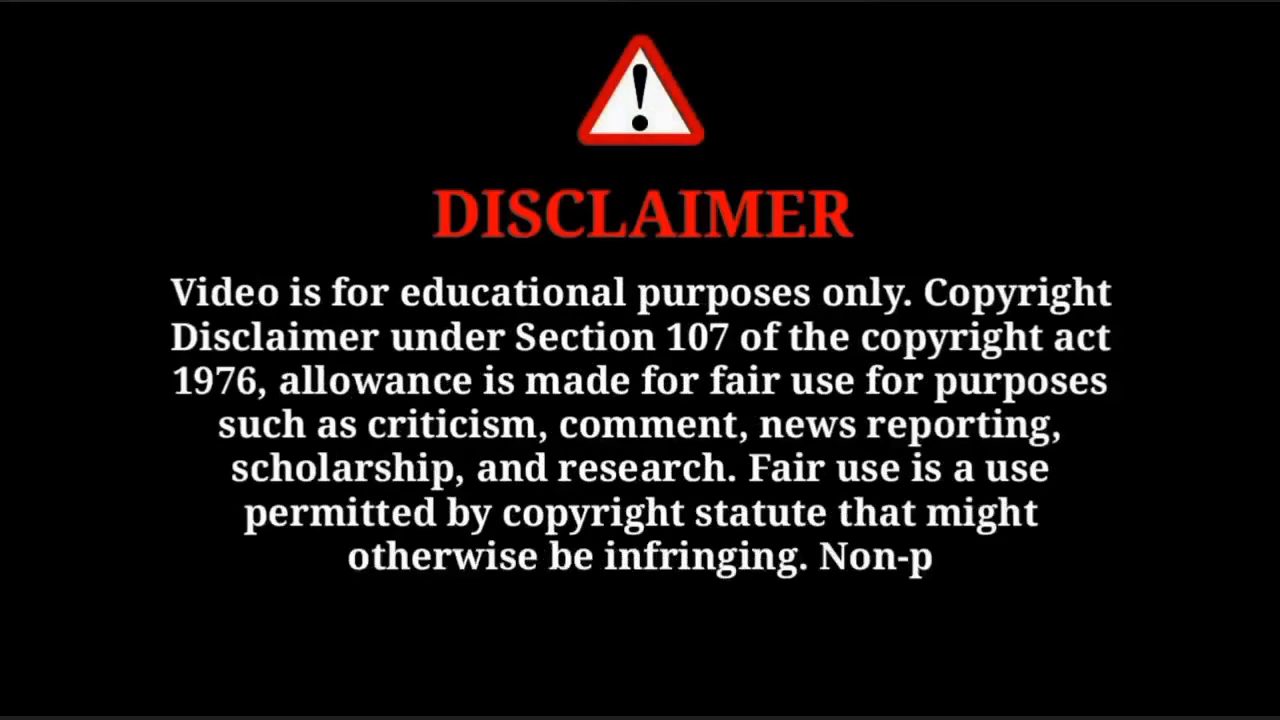 DISCLAIMER
Video is for educational purposes only. Copyright
Disclaimer under Section 107 of the copyright act
1976, allowance is made for fair use for purposes
such as criticism, comment, news reporting,
scholarship, and research. Fair use is a use
permitted by copyright statute that might
otherwise be infringing. Non-p